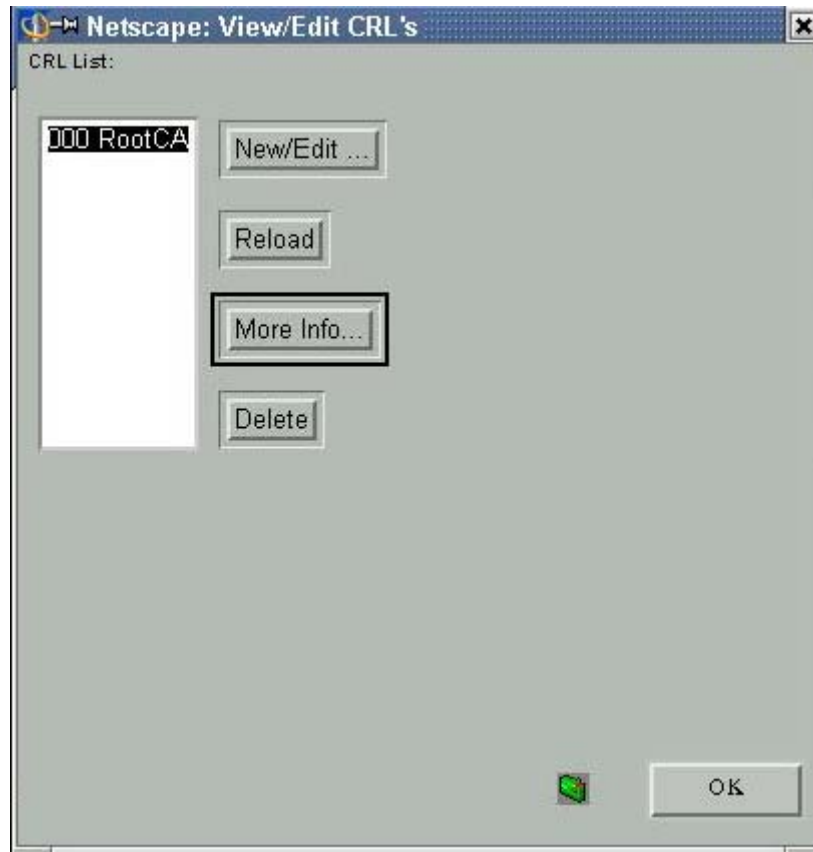 Netscape: View/Edit CRL's
CRL List:
000 RootCA
New/Edit ...
Reload
More Info...
Delete
OK